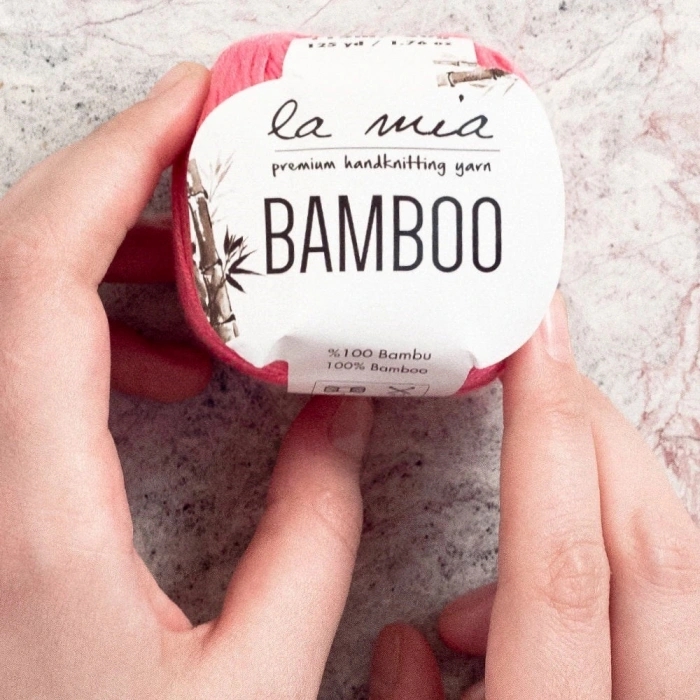 125 yd / 1.76 oz
la mia
premium handknitting yarn
BAMBOO
%100 Bambu
100% Bamboo